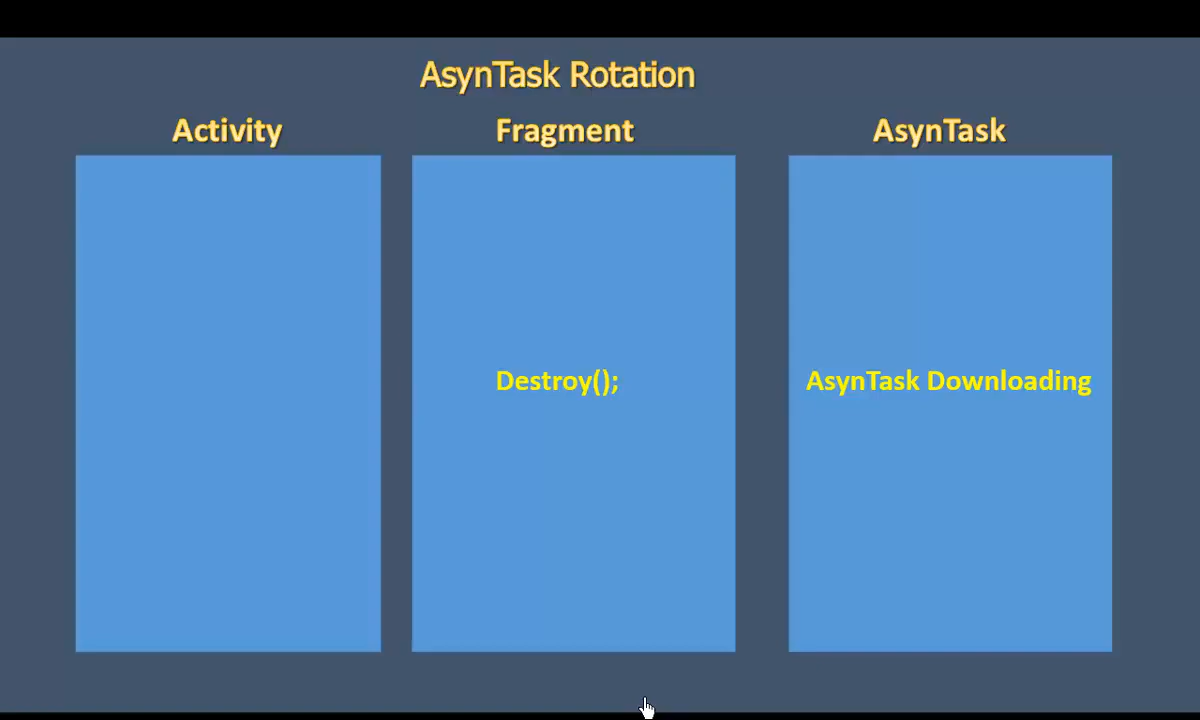 AsynTask Rotation
Activity
Fragment
AsynTask
Destroy();
AsynTask Downloading